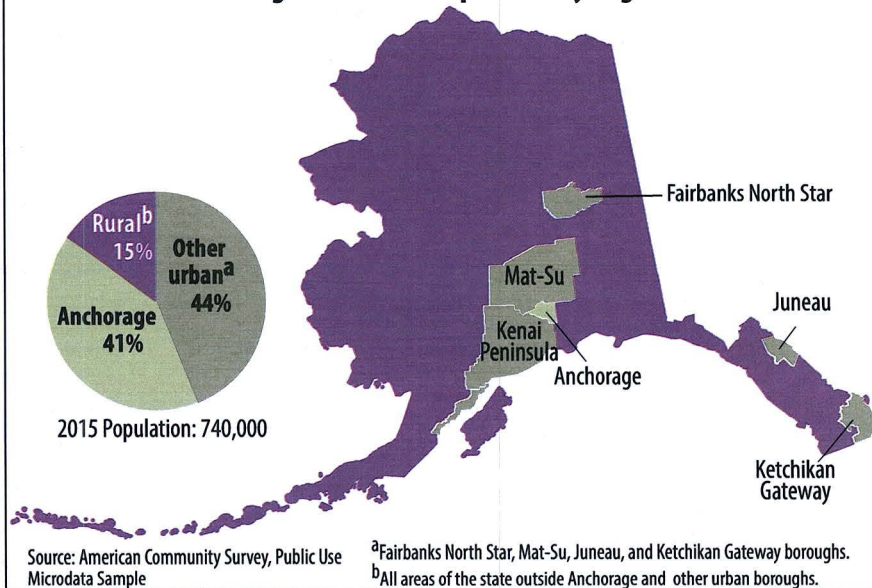 Rural^b
15%
Other
urban^a
44%
Anchorage
41%
2015 Population: 740,000
Fairbanks North Star
Mat-Su
Kenai
Peninsula
Anchorage
Juneau
Ketchikan
Gateway
Source: American Community Survey, Public Use
Microdata Sample
^aFairbanks North Star, Mat-Su, Juneau, and Ketchikan Gateway boroughs.
^bAll areas of the state outside Anchorage and other urban boroughs.